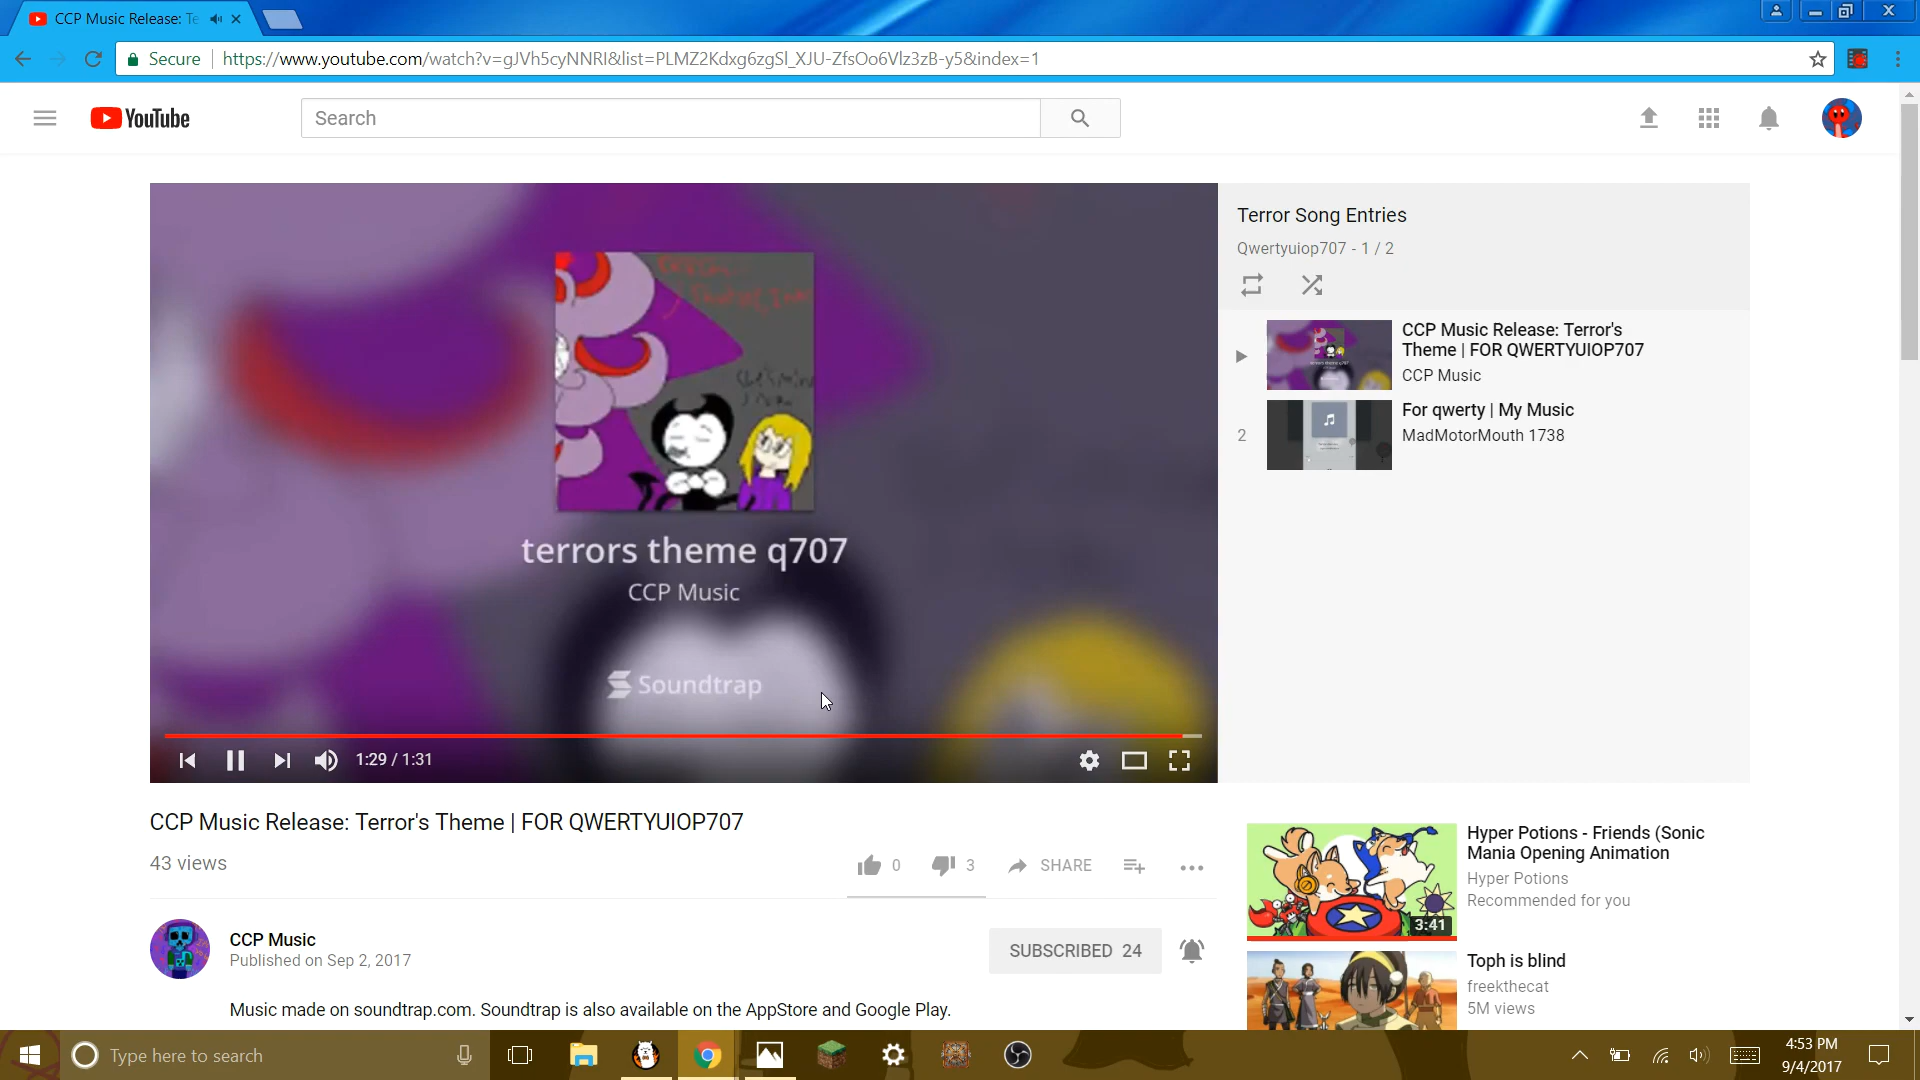 CCP Music Release: Te
Secure
https://www.youtube.com/watch?v=gJVh5cyNNRI&list=PLMZ2Kdxg6zgSl_XJU-ZfsOo6Vlz3zB-y5&index=1
YouTube
Search
terrors theme q707
CCP Music
Soundtrap
1:29 / 1:31
Terror Song Entries
Qwertyuiop707 - 1 / 2
CCP Music Release: Terror's
Theme | FOR QWERTYUIOP707
CCP Music
2
For qwerty | My Music
MadMotorMouth 1738
CCP Music Release: Terror's Theme | FOR QWERTYUIOP707
43 views
0
3
SHARE
CCP Music
Published on Sep 2, 2017
SUBSCRIBED 24
Music made on soundtrap.com. Soundtrap is also available on the AppStore and Google Play.
Hyper Potions - Friends (Sonic
Mania Opening Animation
Hyper Potions
Recommended for you
3:41
Toph is blind
freekthecat
5M views
Type here to search
4:53 PM
9/4/2017